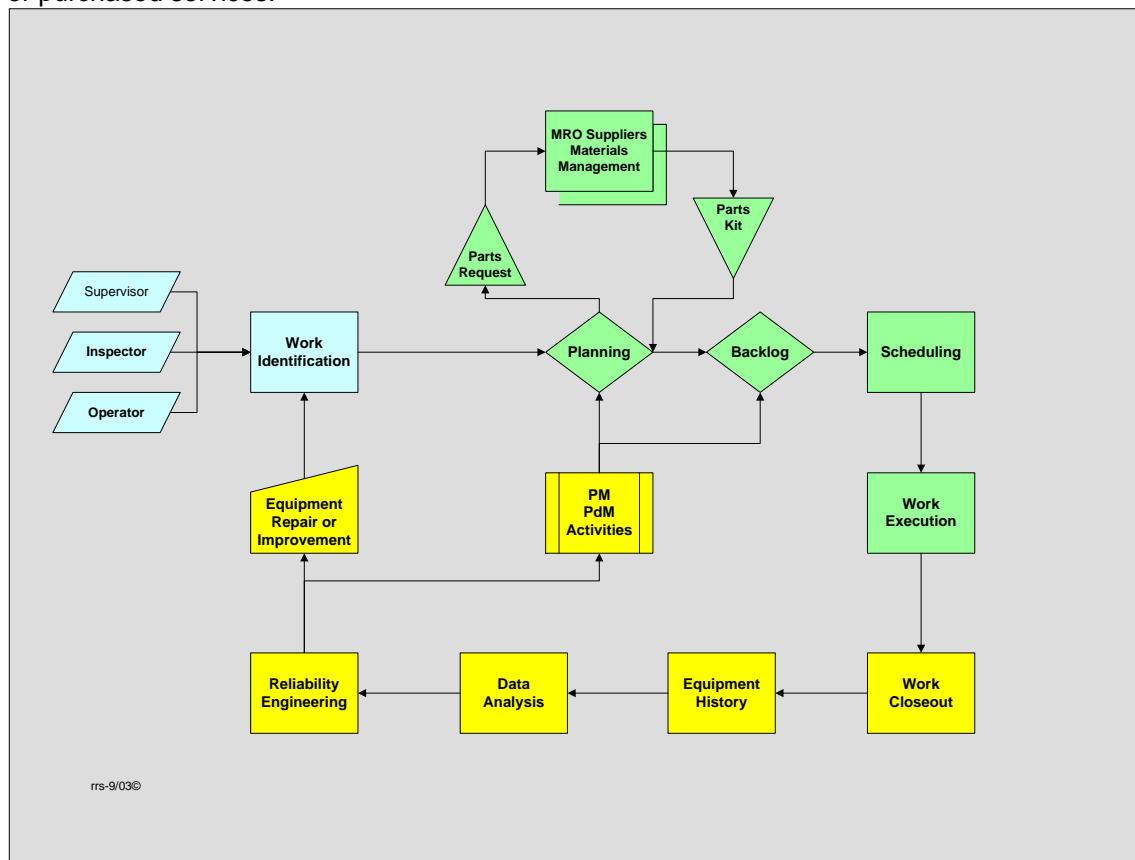 or purchased services.
MRO Suppliers
Materials
Management
Parts
Kit
Parts
Request
Supervisor
Inspector
Operator
Work
Identification
Planning
Backlog
Scheduling
Equipment
Repair or
Improvement
PM
PdM
Activities
Work
Execution
Reliability
Engineering
Data
Analysis
Equipment
History
Work
Closeout
rrs-9/03©